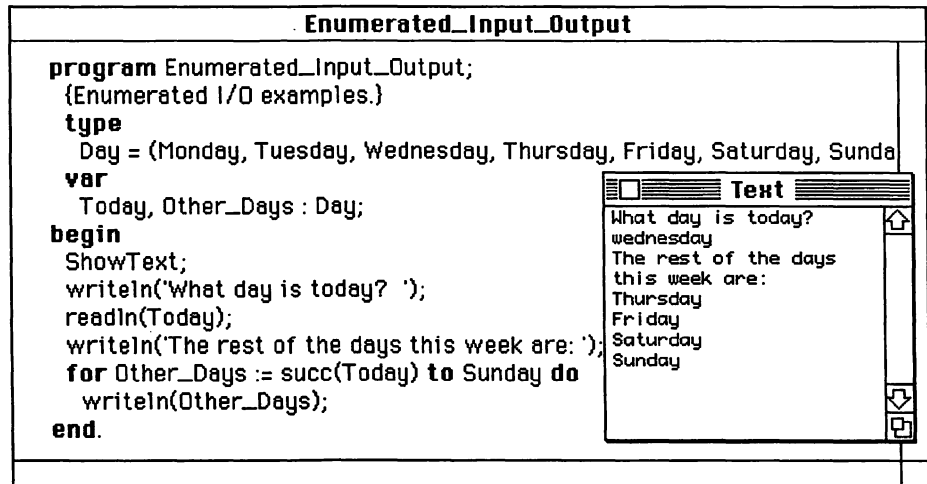 Enumerated_Input_Output
program Enumerated_Input_Output;
{Enumerated I/O examples.}
type
Day = (Monday, Tuesday, Wednesday, Thursday, Friday, Saturday, Sunda
var
Today, Other_Days : Day;
begin
ShowText;
writeln('What day is today?  ');
readln(Today);
writeln('The rest of the days this week are: ');
for Other_Days := succ(Today) to Sunday do
writeln(Other_Days);
end.
Text
What day is today?
wednesday
The rest of the days
this week are:
Thursday
Friday
Saturday
Sunday